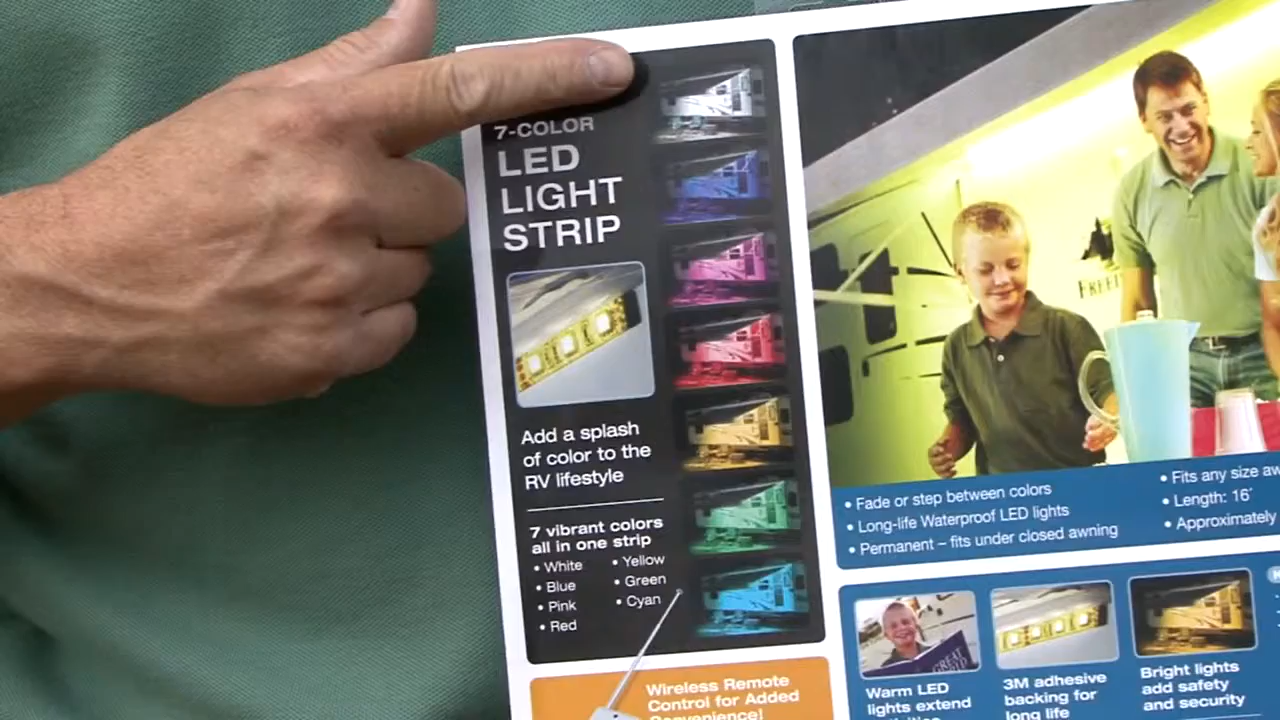 7-COLOR
LED
LIGHT
STRIP
Add a splash
of color to the
RV lifestyle
7 vibrant colors
all in one strip
• White
• Blue
• Pink
• Red
• Yellow
• Green
• Cyan
Wireless Remote
Control for Added
Convenience!
• Fade or step between colors
• Long-life Waterproof LED lights
• Permanent – fits under closed awning
• Fits any size
• Length: 16'
• Approximately
GREAT
Warm LED
lights extend
3M adhesive
backing for
long life
Bright lights
add safety
and security